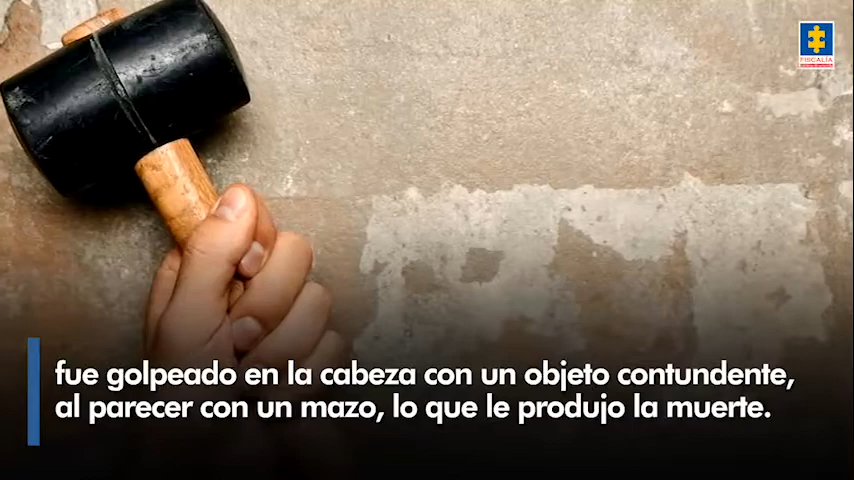 FISCALÍA
fue golpeado en la cabeza con un objeto contundente,
al parecer con un mazo, lo que le produjo la muerte.